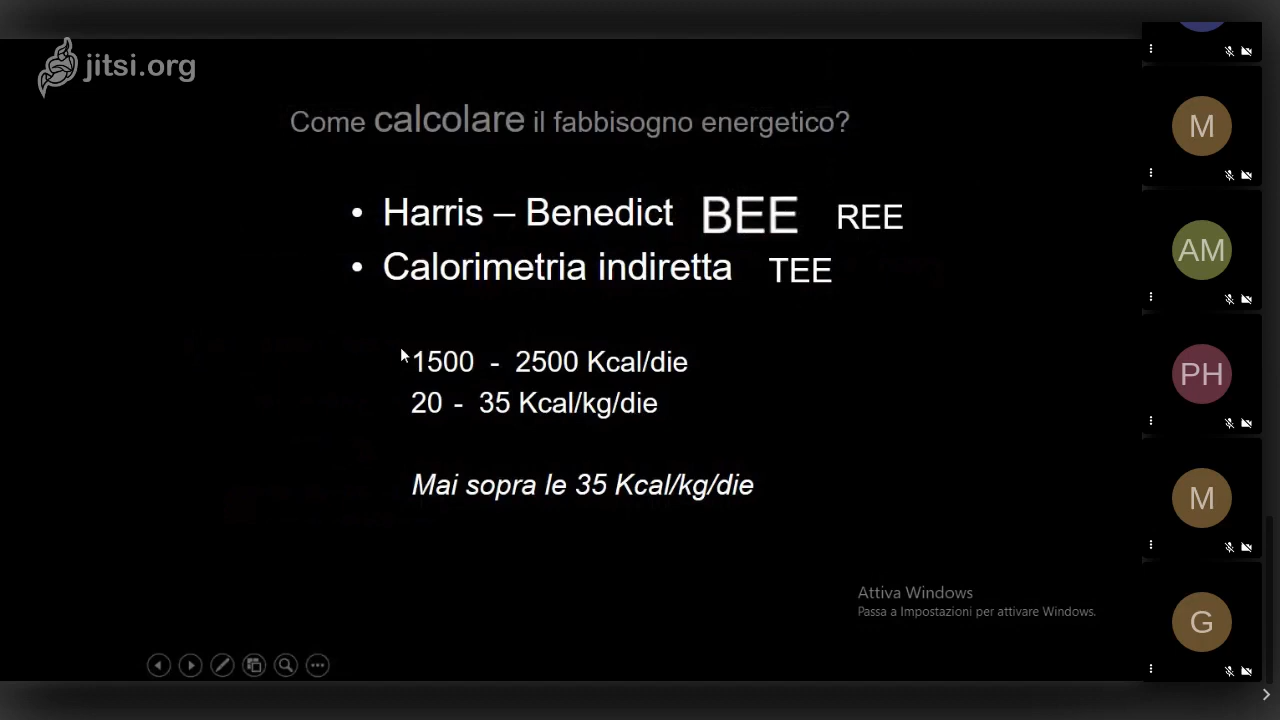 jitsi.org
Come calcolare il fabbisogno energetico?
• Harris – Benedict BEE REE
• Calorimetria indiretta TEE
1500 - 2500 Kcal/die
20 - 35 Kcal/kg/die
Mai sopra le 35 Kcal/kg/die
Attiva Windows
Passa a Impostazioni per attivare Windows.
M
AM
PH
M
G